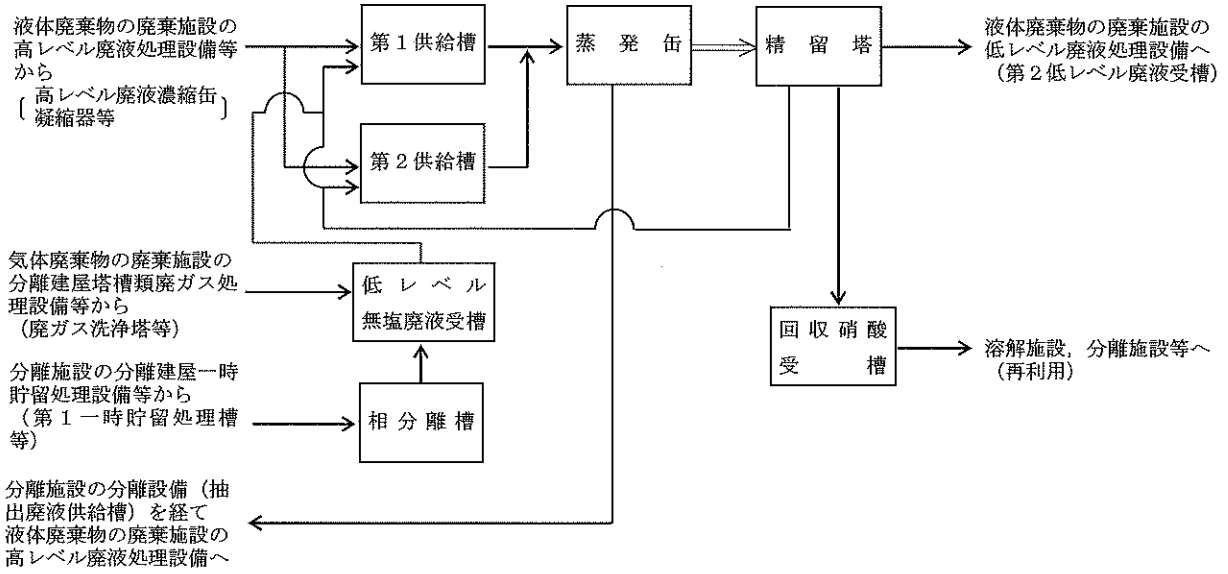 液体廃棄物の廃棄施設の
高レベル廃液処理設備等
から
〔高レベル廃液濃縮缶
凝縮器等〕
第1供給槽
第2供給槽
蒸発缶
精留塔
液体廃棄物の廃棄施設の
低レベル廃液処理設備へ
（第2低レベル廃液受槽）
気体廃棄物の廃棄施設の
分離建屋塔槽類廃ガス処
理設備等から
（廃ガス洗浄塔等）
低レベル
無塩廃液受槽
回収硝酸
受槽
溶解施設，分離施設等へ
（再利用）
分離施設の分離建屋一時
貯留処理設備等から
（第1一時貯留処理槽
等）
相分離槽
分離施設の分離設備（抽
出廃液供給槽）を経て
液体廃棄物の廃棄施設の
高レベル廃液処理設備へ